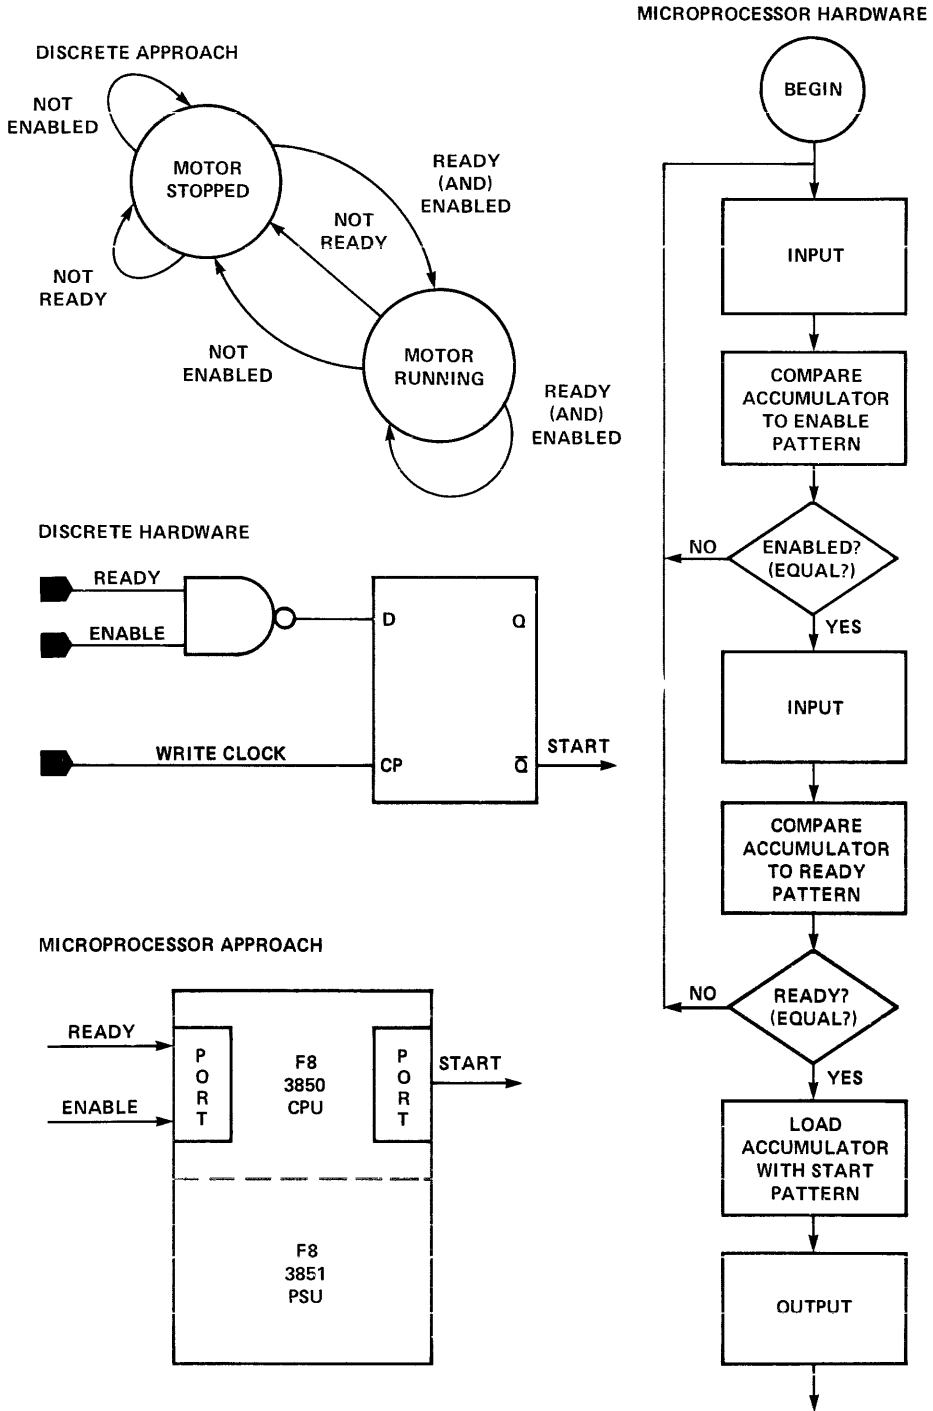 DISCRETE APPROACH
NOT
ENABLED
MOTOR
STOPPED
READY
(AND)
ENABLED
NOT
READY
NOT
READY
NOT
ENABLED
MOTOR
RUNNING
READY
(AND)
ENABLED
DISCRETE HARDWARE
READY
ENABLE
D
Q
WRITE CLOCK
CP
Q̅
START
MICROPROCESSOR APPROACH
READY
ENABLE
PORT
F8
3850
CPU
PORT
START
F8
3851
PSU
MICROPROCESSOR HARDWARE
BEGIN
INPUT
COMPARE
ACCUMULATOR
TO ENABLE
PATTERN
ENABLED?
(EQUAL?)
NO
YES
INPUT
COMPARE
ACCUMULATOR
TO READY
PATTERN
READY?
(EQUAL?)
NO
YES
LOAD
ACCUMULATOR
WITH START
PATTERN
OUTPUT